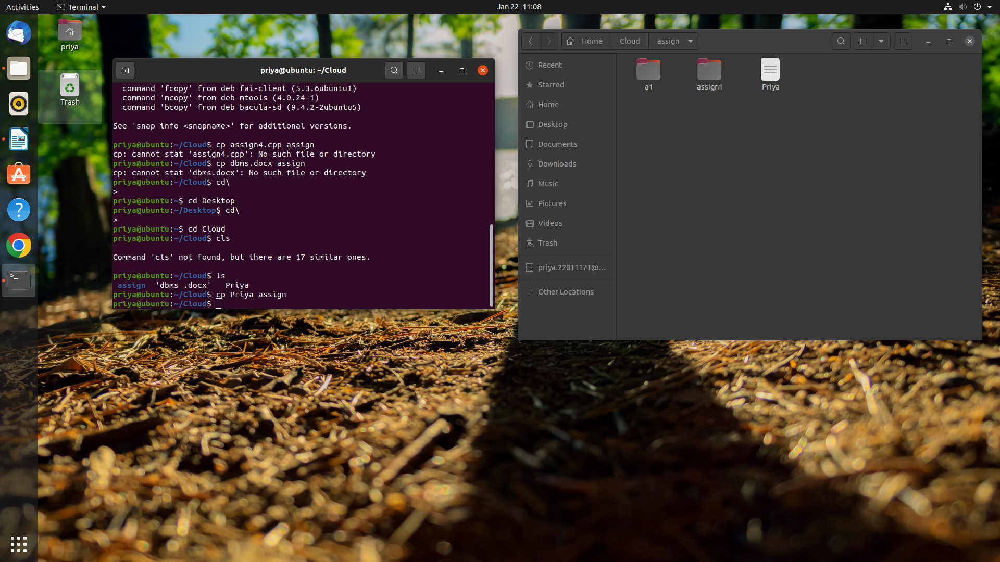 Activities
Terminal
Jan 22 11:08
priya
Trash
priya@ubuntu: ~/Cloud
command 'fcopy' from deb fai-client (5.3.6ubuntu1)
command 'mcopy' from deb mtools (4.0.24-1)
command 'bcopy' from deb bacula-sd (9.4.2-2ubuntu5)
See 'snap info <snapname>' for additional versions.
priya@ubuntu:~/Cloud$ cp assign4.cpp assign
cp: cannot stat 'assign4.cpp': No such file or directory
priya@ubuntu:~/Cloud$ cp dbms.docx assign
cp: cannot stat 'dbms.docx': No such file or directory
priya@ubuntu:~/Cloud$ cd\
>
priya@ubuntu:~$ cd Desktop
priya@ubuntu:~/Desktop$ cd\
>
priya@ubuntu:~$ cd Cloud
priya@ubuntu:~/Cloud$ cls
Command 'cls' not found, but there are 17 similar ones.
priya@ubuntu:~/Cloud$ ls
assign 'dbms .docx' Priya
priya@ubuntu:~/Cloud$ cp Priya assign
priya@ubuntu:~/Cloud$
Home
Cloud
assign
Recent
Starred
Home
Desktop
Documents
Downloads
Music
Pictures
Videos
Trash
priya.22011171@...
Other Locations
a1
assign1
Priya